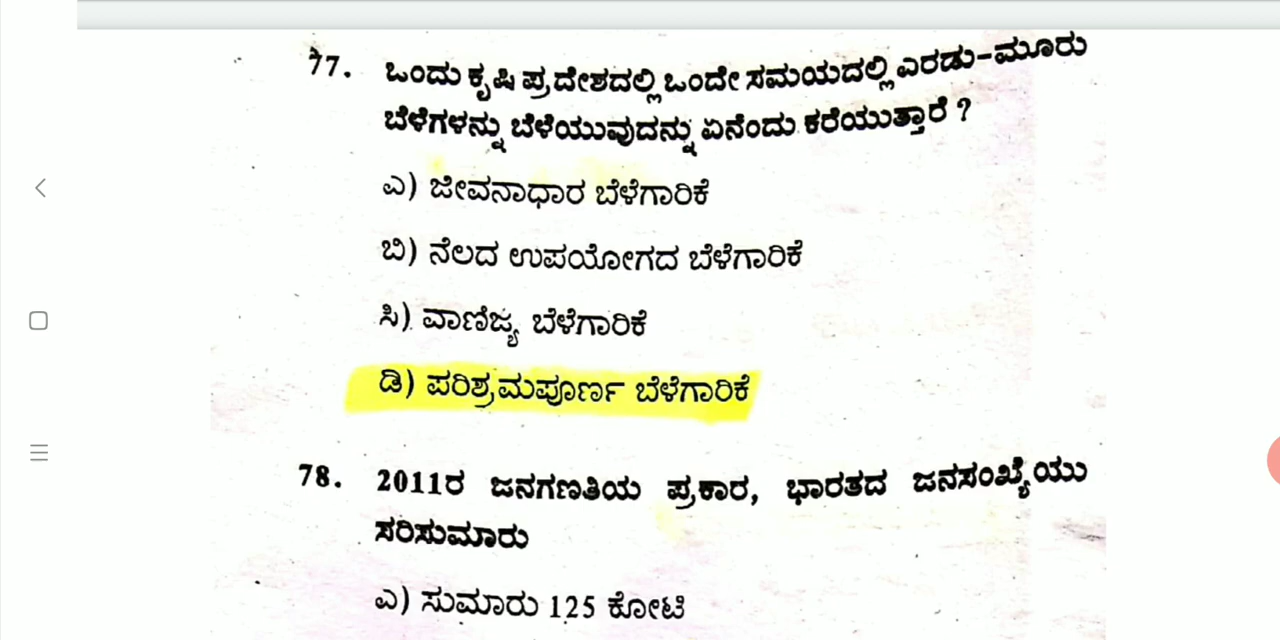 77. ಒಂದು ಕೃಷಿ ಪ್ರದೇಶದಲ್ಲಿ ಒಂದೇ ಸಮಯದಲ್ಲಿ ಎರಡು-ಮೂರು
ಬೆಳೆಗಳನ್ನು ಬೆಳೆಯುವುದನ್ನು ಏನೆಂದು ಕರೆಯುತ್ತಾರೆ ?
ಎ) ಜೀವನಾಧಾರ ಬೆಳೆಗಾರಿಕೆ
ಬಿ) ನೆಲದ ಉಪಯೋಗದ ಬೆಳೆಗಾರಿಕೆ
ಸಿ) ವಾಣಿಜ್ಯ ಬೆಳೆಗಾರಿಕೆ
ಡಿ) ಪರಿಶ್ರಮಪೂರ್ಣ ಬೆಳೆಗಾರಿಕೆ
78. 2011ರ ಜನಗಣತಿಯ ಪ್ರಕಾರ, ಭಾರತದ ಜನಸಂಖ್ಯೆಯು
ಸರಿಸುಮಾರು
ಎ) ಸುಮಾರು 125 ಕೋಟಿ